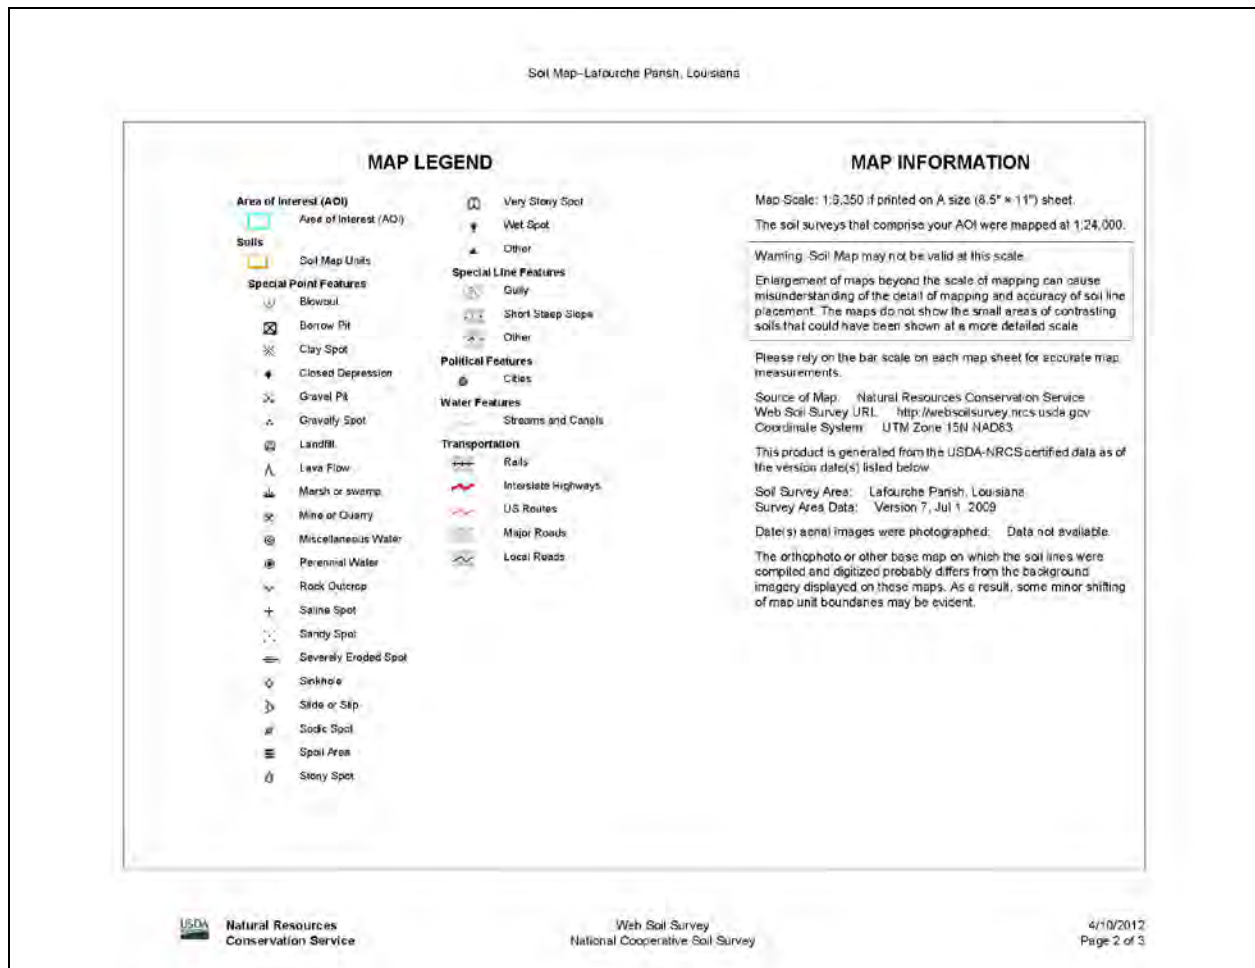 Soil Map–Lafourche Parish, Louisiana
MAP LEGEND
Area of Interest (AOI)
Area of Interest (AOI)
Soils
Soil Map Units
Special Point Features
Blowout
Borrow Pit
Clay Spot
Closed Depression
Gravel Pit
Gravelly Spot
Landfill
Lava Flow
Marsh or swamp
Mine or Quarry
Miscellaneous Water
Perennial Water
Rock Outcrop
Saline Spot
Sandy Spot
Severely Eroded Spot
Sinkhole
Slide or Slip
Sodic Spot
Spoil Area
Stony Spot
Very Stony Spot
Wet Spot
Other
Special Line Features
Gully
Short Steep Slope
Other
Political Features
Cities
Water Features
Streams and Canals
Transportation
Rails
Interstate Highways
US Routes
Major Roads
Local Roads
MAP INFORMATION
Map Scale: 1:6,350 if printed on A size (8.5" × 11") sheet.
The soil surveys that comprise your AOI were mapped at 1:24,000.
Warning: Soil Map may not be valid at this scale.
Enlargement of maps beyond the scale of mapping can cause
misunderstanding of the detail of mapping and accuracy of soil line
placement. The maps do not show the small areas of contrasting
soils that could have been shown at a more detailed scale.
Please rely on the bar scale on each map sheet for accurate map
measurements.
Source of Map: Natural Resources Conservation Service
Web Soil Survey URL: http://websoilsurvey.nrcs.usda.gov
Coordinate System: UTM Zone 15N NAD83
This product is generated from the USDA-NRCS certified data as of
the version date(s) listed below.
Soil Survey Area: Lafourche Parish, Louisiana
Survey Area Data: Version 7, Jul 1, 2009
Date(s) aerial images were photographed: Data not available.
The orthophoto or other base map on which the soil lines were
compiled and digitized probably differs from the background
imagery displayed on these maps. As a result, some minor shifting
of map unit boundaries may be evident.
USDA Natural Resources
Conservation Service
Web Soil Survey
National Cooperative Soil Survey
4/10/2012
Page 2 of 3